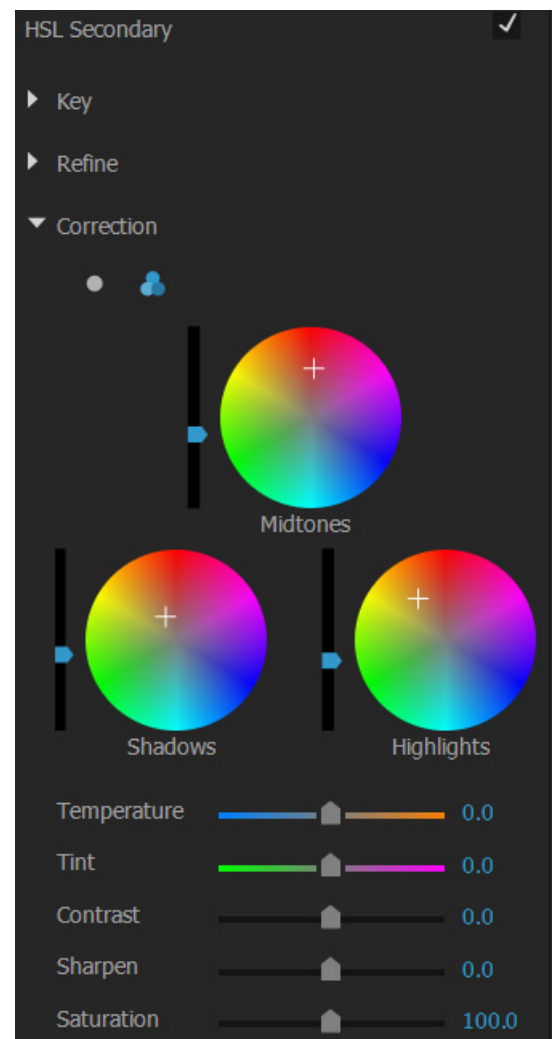 HSL Secondary
Key
Refine
Correction
Midtones
Shadows
Highlights
Temperature 0.0
Tint 0.0
Contrast 0.0
Sharpen 0.0
Saturation 100.0